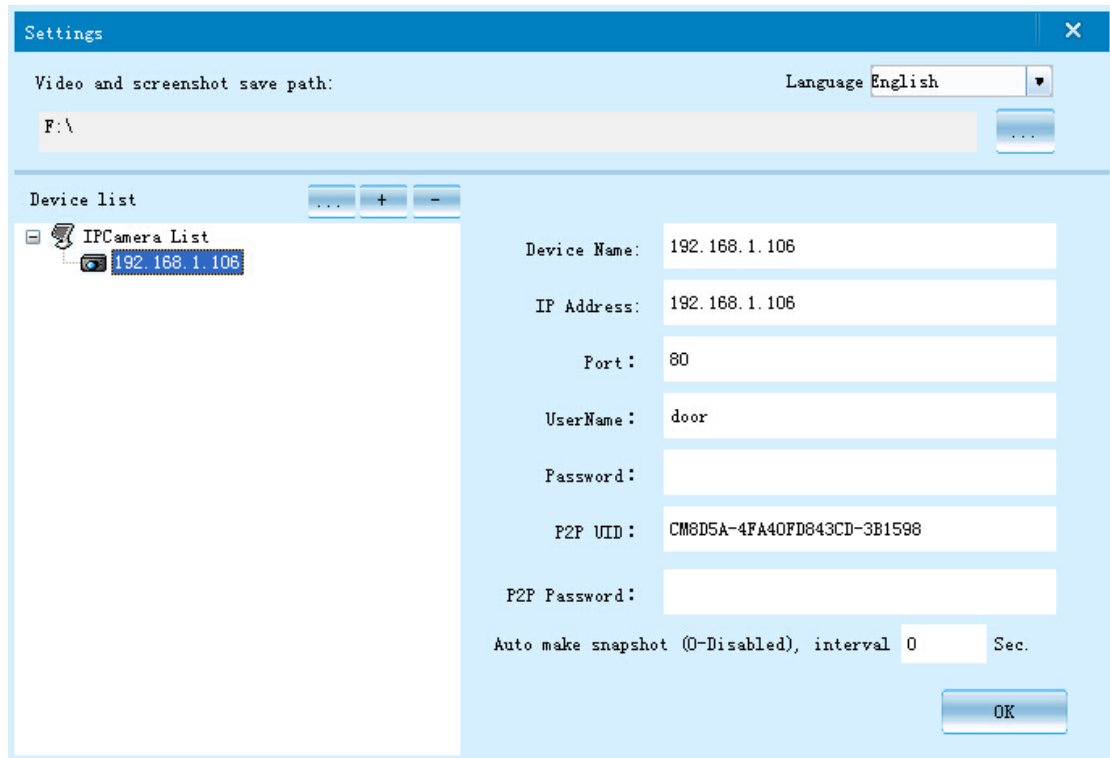 Settings
Video and screenshot save path:
Language English
F:\
...
Device list ... + -
IPCamera List
192.168.1.106
Device Name: 192.168.1.106
IP Address: 192.168.1.106
Port: 80
UserName: door
Password:
P2P UID: CM8D5A-4FA40FD843CD-3B1598
P2P Password:
Auto make snapshot (0-Disabled), interval 0 Sec.
OK